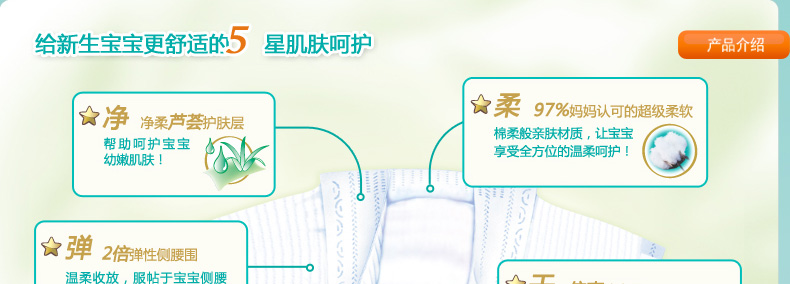 给新生宝宝更舒适的5星肌肤呵护
产品介绍
净 净柔芦荟护肤层
帮助呵护宝宝
幼嫩肌肤！
柔 97%妈妈认可的超级柔软
棉柔般亲肤材质，让宝宝
享受全方位的温柔呵护！
弹 2倍弹性侧腰围
温柔收放，服帖于宝宝侧腰